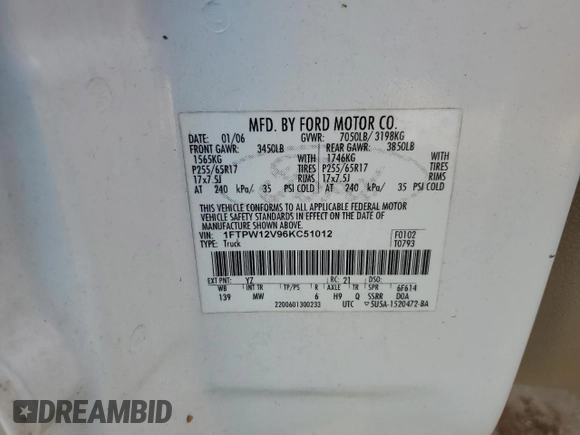 MFD. BY FORD MOTOR CO.
DATE: 01/06 GVWR: 7050LB/ 3198KG
FRONT GAWR: 3450LB REAR GAWR: 3850LB
1565KG WITH 1746KG WITH
P255/65R17 TIRES P255/65R17 TIRES
17x7.5J RIMS 17x7.5J RIMS
AT 240 kPa/ 35 PSI COLD AT 240 kPa/ 35 PSI COLD
THIS VEHICLE CONFORMS TO ALL APPLICABLE FEDERAL MOTOR
VEHICLE SAFETY STANDARDS IN EFFECT ON THE DATE OF
MANUFACTURE SHOWN ABOVE.
VIN: 1FTPW12V96KC51012 F0102
TYPE: Truck T0793
EXT PNT: YZ RC: 21 DSO:
WB INT TR TP/PS R AXLE TR SPR 6F614
139 MW 6 H9 Q SSRR DOA
2200601300233 UTC 5U5A-1520472-BA
DREAMBID